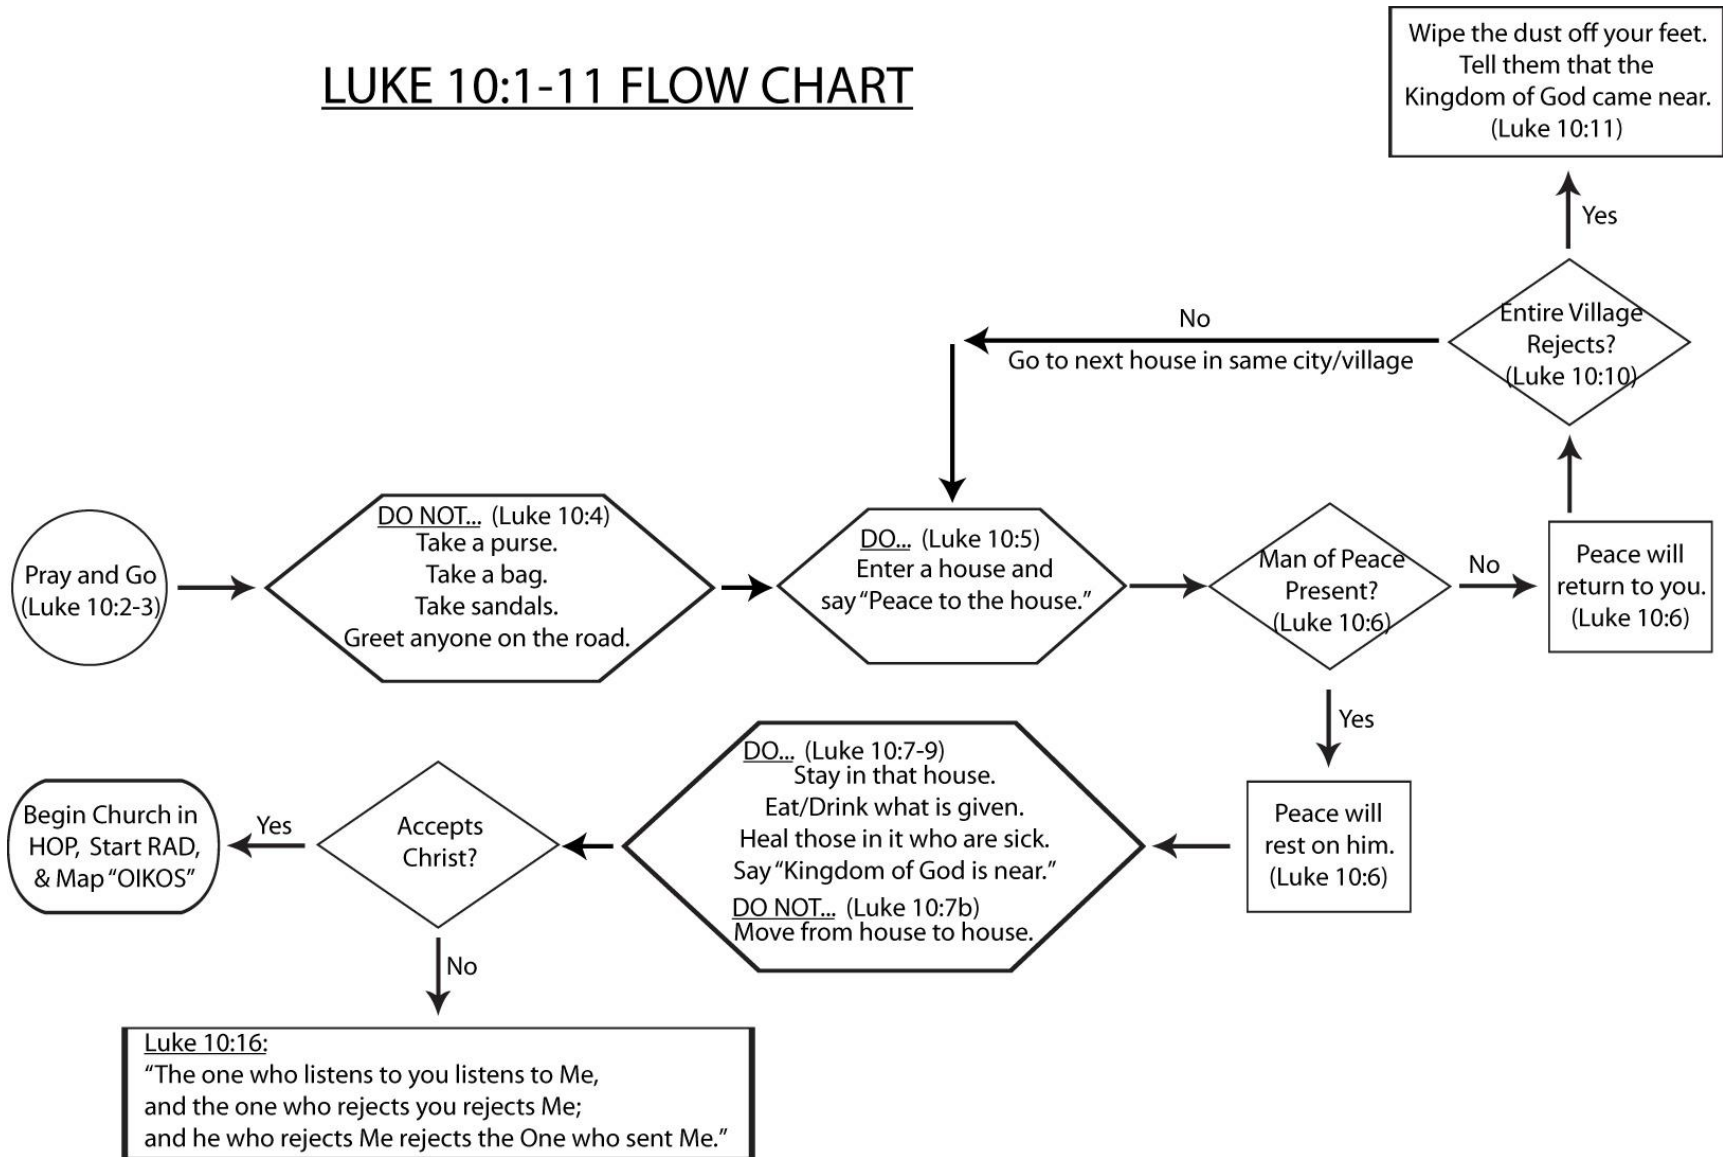 LUKE 10:1-11 FLOW CHART
Wipe the dust off your feet.
Tell them that the
Kingdom of God came near.
(Luke 10:11)
Yes
Entire Village
Rejects?
(Luke 10:10)
No
Go to next house in same city/village
Pray and Go
(Luke 10:2-3)
DO NOT... (Luke 10:4)
Take a purse.
Take a bag.
Take sandals.
Greet anyone on the road.
DO... (Luke 10:5)
Enter a house and
say “Peace to the house.”
Man of Peace
Present?
(Luke 10:6)
No
Peace will
return to you.
(Luke 10:6)
Yes
Peace will
rest on him.
(Luke 10:6)
DO... (Luke 10:7-9)
Stay in that house.
Eat/Drink what is given.
Heal those in it who are sick.
Say “Kingdom of God is near.”
DO NOT... (Luke 10:7b)
Move from house to house.
Accepts
Christ?
Yes
Begin Church in
HOP, Start RAD,
& Map “OIKOS”
No
Luke 10:16:
“The one who listens to you listens to Me,
and the one who rejects you rejects Me;
and he who rejects Me rejects the One who sent Me.”